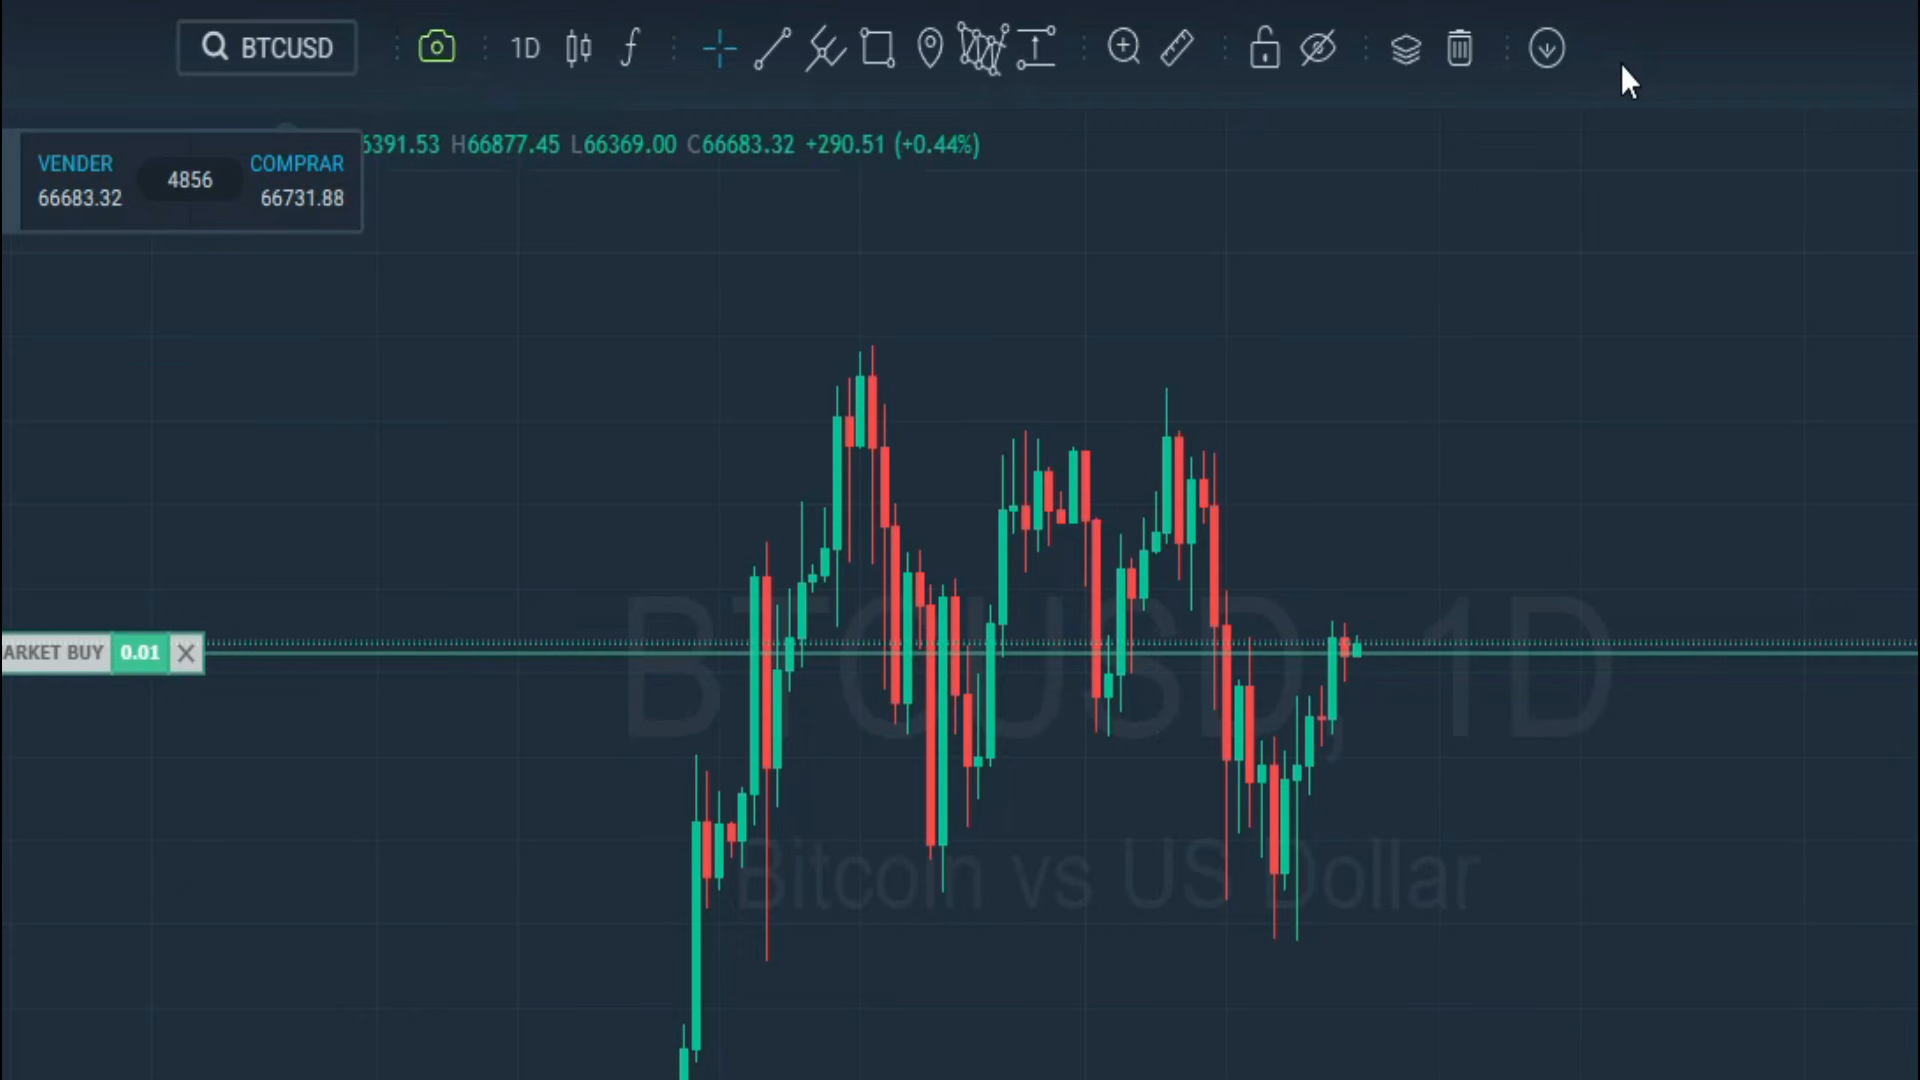 BTCUSD
1D
6391.53 H66877.45 L66369.00 C66683.32 +290.51 (+0.44%)
VENDER 4856 COMPRAR
66683.32 66731.88
ARKET BUY 0.01
BTCUSD, 1D
Bitcoin vs US Dollar